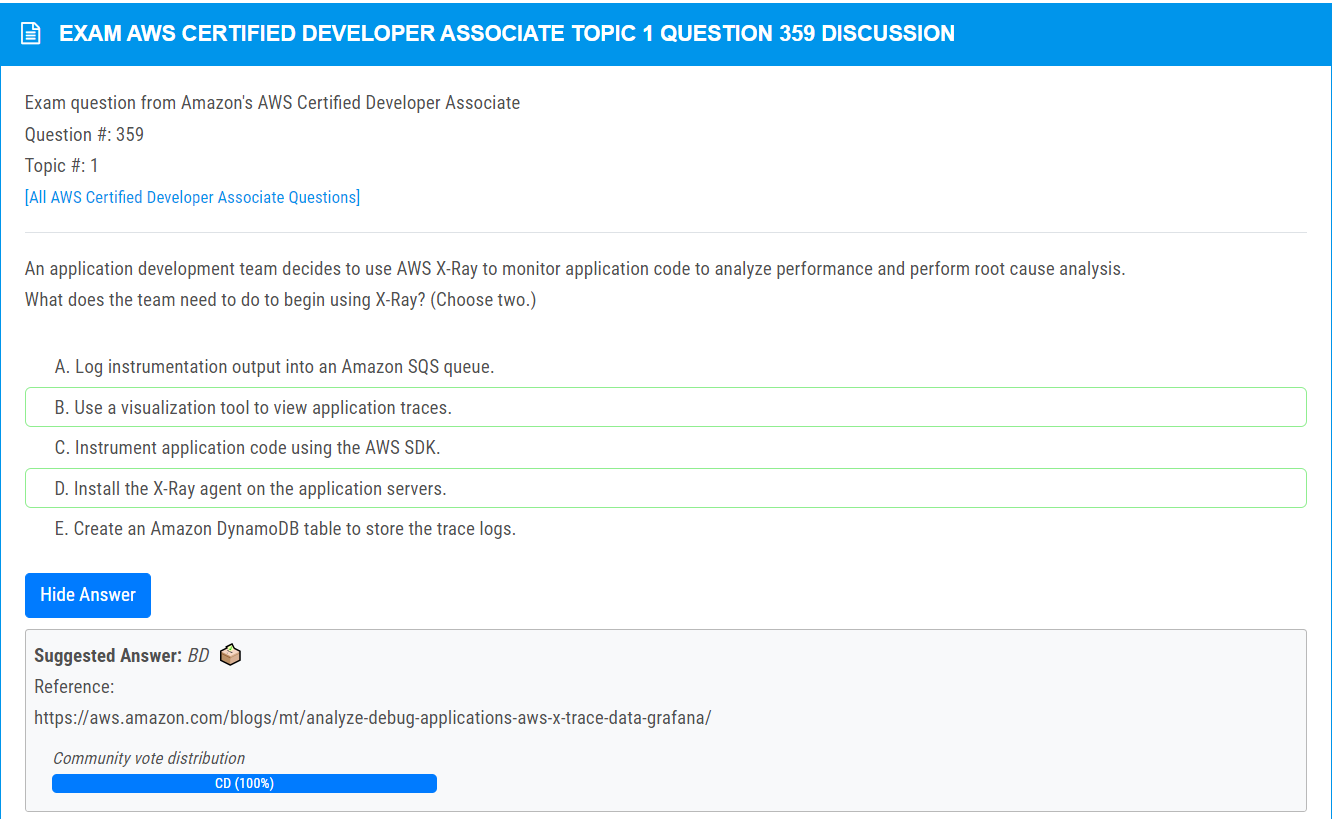 EXAM AWS CERTIFIED DEVELOPER ASSOCIATE TOPIC 1 QUESTION 359 DISCUSSION
Exam question from Amazon's AWS Certified Developer Associate
Question #: 359
Topic #: 1
[All AWS Certified Developer Associate Questions]
An application development team decides to use AWS X-Ray to monitor application code to analyze performance and perform root cause analysis.
What does the team need to do to begin using X-Ray? (Choose two.)
A. Log instrumentation output into an Amazon SQS queue.
B. Use a visualization tool to view application traces.
C. Instrument application code using the AWS SDK.
D. Install the X-Ray agent on the application servers.
E. Create an Amazon DynamoDB table to store the trace logs.
Hide Answer
Suggested Answer: BD
Reference:
https://aws.amazon.com/blogs/mt/analyze-debug-applications-aws-x-trace-data-grafana/
Community vote distribution
CD (100%)